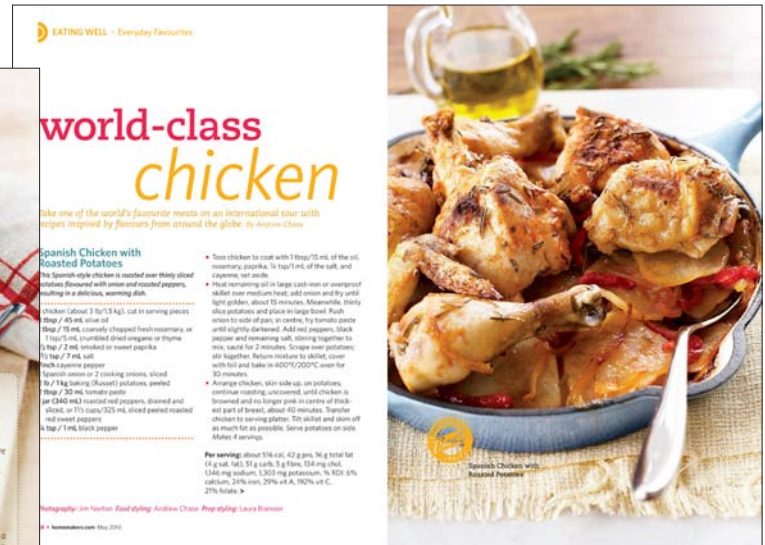 EATING WELL • Everyday Favourites
world-class
chicken
Take one of the world's favourite meats on an international tour with
recipes inspired by flavours from around the globe. By Andrew Chase
Spanish Chicken with
Roasted Potatoes
This Spanish-style chicken is roasted over thinly sliced
potatoes flavoured with onion and roasted peppers,
resulting in a delicious, warming dish.
chicken (about 3 lb/1.5 kg), cut in serving pieces
tbsp / 45 mL olive oil
tbsp / 15 mL coarsely chopped fresh rosemary, or
1 tsp/5 mL crumbled dried oregano or thyme
½ tsp / 2 mL smoked or sweet paprika
½ tsp / 7 mL salt
Pinch cayenne pepper
Spanish onion or 2 cooking onions, sliced
lb / 1 kg baking (Russet) potatoes, peeled
tbsp / 30 mL tomato paste
jar (340 mL) roasted red peppers, drained and
sliced, or 1½ cups/325 mL sliced peeled roasted
red sweet peppers
¼ tsp / 1 mL black pepper
• Toss chicken to coat with 1 tbsp/15 mL of the oil,
rosemary, paprika, ¼ tsp/1 mL of the salt, and
cayenne; set aside.
• Heat remaining oil in large cast-iron or ovenproof
skillet over medium heat; add onion and fry until
light golden, about 15 minutes. Meanwhile, thinly
slice potatoes and place in large bowl. Push
onion to side of pan; in centre, fry tomato paste
until slightly darkened. Add red peppers, black
pepper and remaining salt, stirring together to
mix; sauté for 2 minutes. Scrape over potatoes;
stir together. Return mixture to skillet, cover
with foil and bake in 400°F/200°C oven for
30 minutes.
• Arrange chicken, skin side up, on potatoes;
continue roasting, uncovered, until chicken is
browned and no longer pink in centre of thick-
est part of breast, about 40 minutes. Transfer
chicken to serving platter. Tilt skillet and skim off
as much fat as possible. Serve potatoes on side.
Makes 4 servings.
Per serving: about 516 cal, 42 g pro, 16 g total fat
(4 g sat. fat), 51 g carb, 5 g fibre, 134 mg chol,
1,146 mg sodium, 1,303 mg potassium. % RDI: 6%
calcium, 24% iron, 29% vit A, 192% vit C,
21% folate. >
Photography: Jim Norton Food styling: Andrew Chase Prop styling: Laura Branson
• homemakers.com May 2010
Spanish Chicken with
Roasted Potatoes